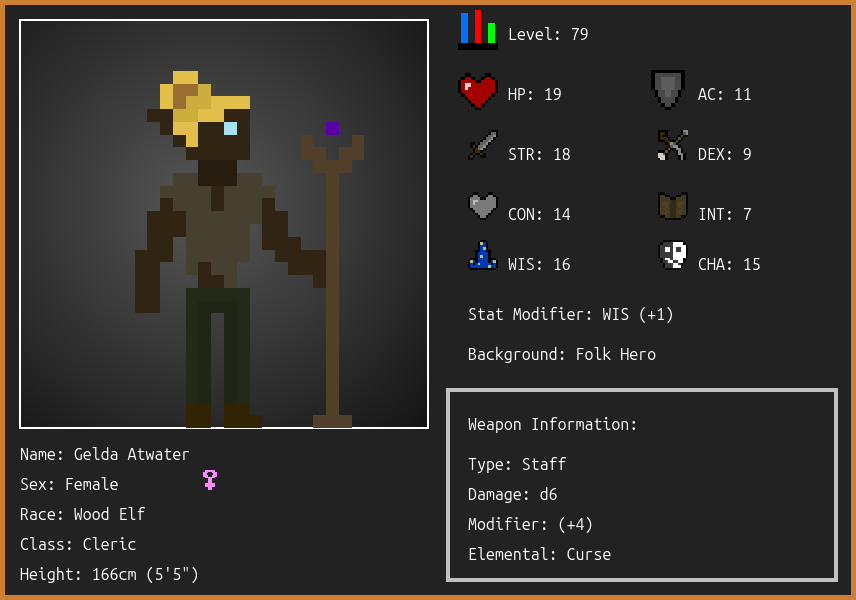 Level: 79
HP: 19
AC: 11
STR: 18
DEX: 9
CON: 14
INT: 7
WIS: 16
CHA: 15
Stat Modifier: WIS (+1)
Background: Folk Hero
Weapon Information:
Type: Staff
Damage: d6
Modifier: (+4)
Elemental: Curse
Name: Gelda Atwater
Sex: Female
Race: Wood Elf
Class: Cleric
Height: 166cm (5'5")